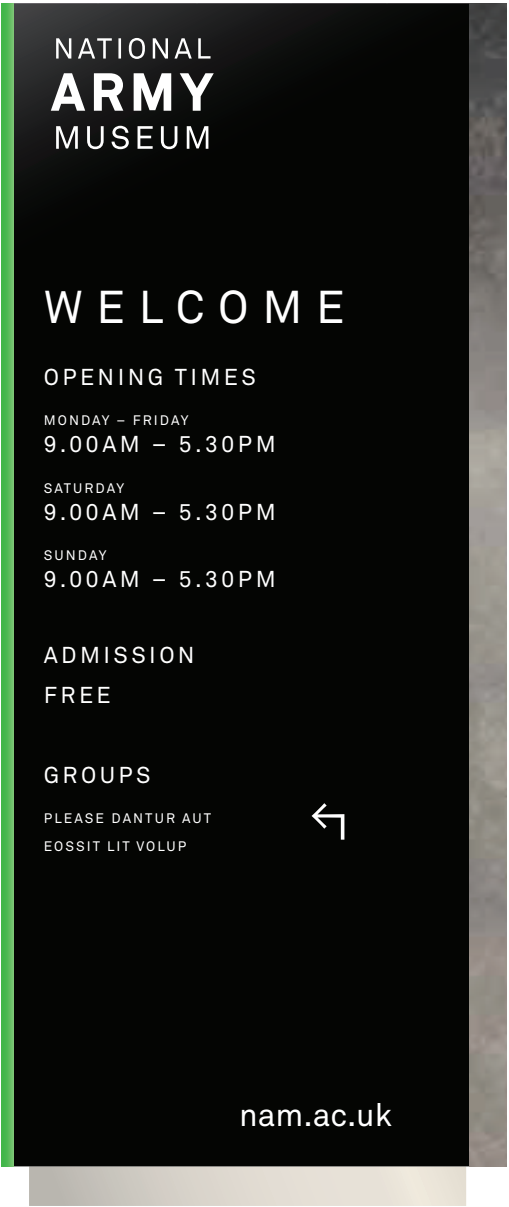 NATIONAL
ARMY
MUSEUM
WELCOME
OPENING TIMES
MONDAY – FRIDAY
9.00AM – 5.30PM
SATURDAY
9.00AM – 5.30PM
SUNDAY
9.00AM – 5.30PM
ADMISSION
FREE
GROUPS
PLEASE DANTUR AUT
EOSSIT LIT VOLUP
nam.ac.uk